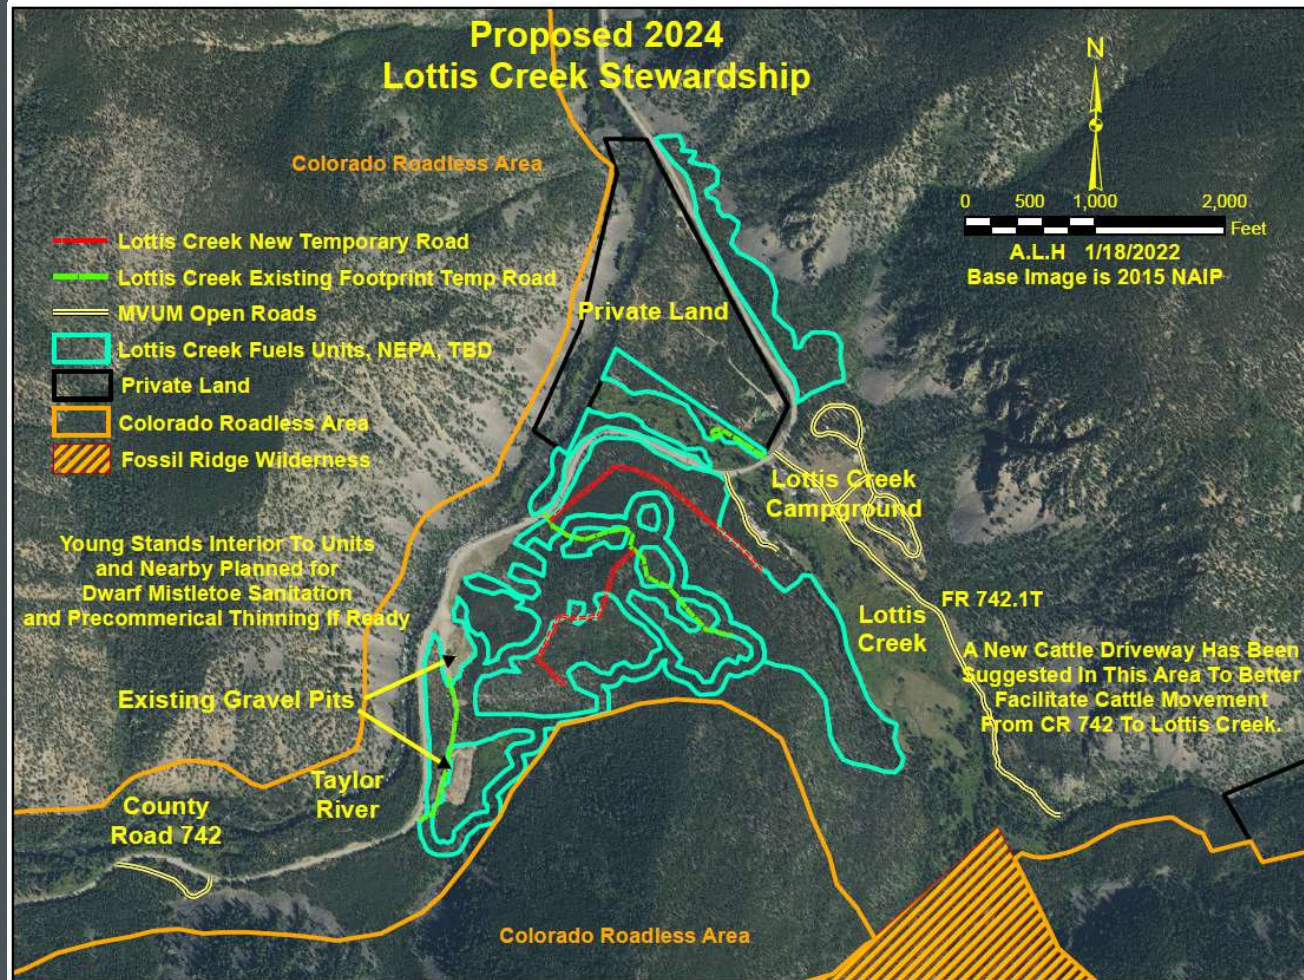 Proposed 2024
Lottis Creek Stewardship
N
0 500 1,000 2,000
Feet
A.L.H 1/18/2022
Base Image is 2015 NAIP
Colorado Roadless Area
Lottis Creek New Temporary Road
Lottis Creek Existing Footprint Temp Road
MVUM Open Roads
Lottis Creek Fuels Units, NEPA, TBD
Private Land
Colorado Roadless Area
Fossil Ridge Wilderness
Private Land
Lottis Creek
Campground
Young Stands Interior To Units
and Nearby Planned for
Dwarf Mistletoe Sanitation
and Precommerical Thinning If Ready
FR 742.1T
Lottis
Creek
A New Cattle Driveway Has Been
Suggested In This Area To Better
Facilitate Cattle Movement
From CR 742 To Lottis Creek.
Existing Gravel Pits
Taylor
River
County
Road 742
Colorado Roadless Area